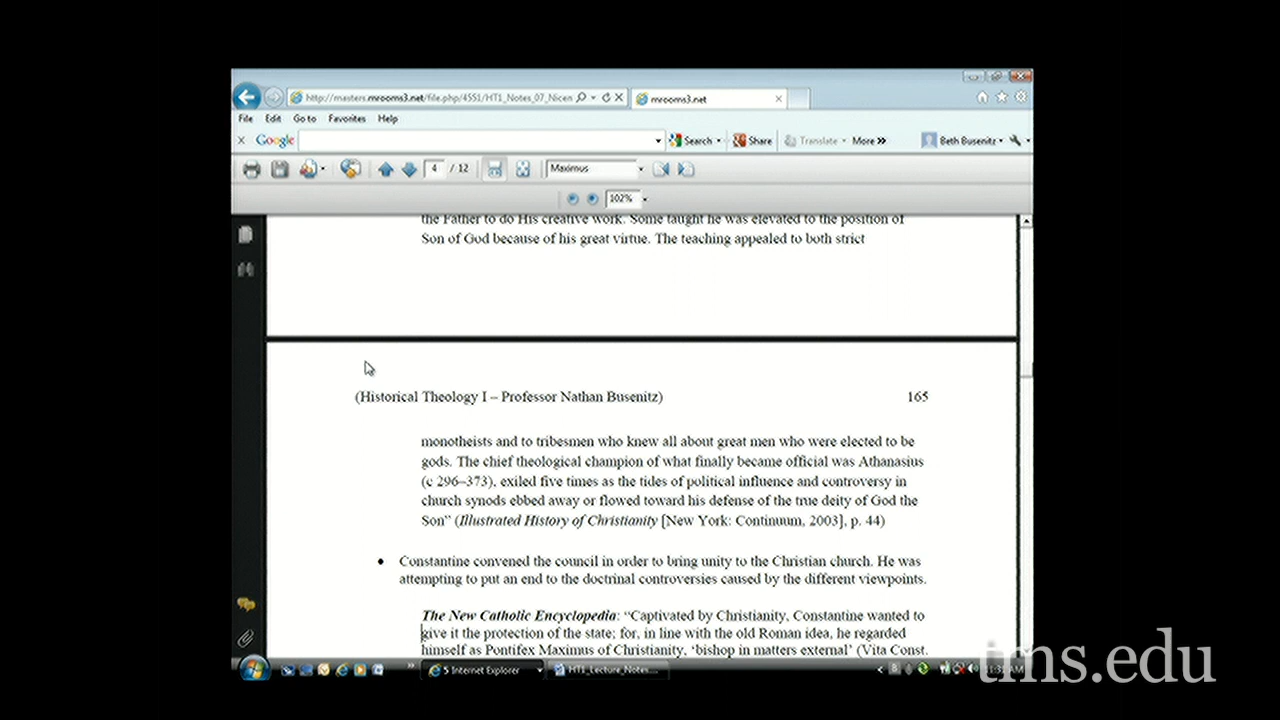 http://masters.mrooms3.net/file.php/4551/HT1_Notes_07_Nicen
mrooms3.net
File Edit Go to Favorites Help
X Google Search Share Translate More » Beth Busenitz
4 / 12 Maximus
102%
the Father to do His creative work. Some taught he was elevated to the position of
Son of God because of his great virtue. The teaching appealed to both strict
(Historical Theology I – Professor Nathan Busenitz) 165
monotheists and to tribesmen who knew all about great men who were elected to be
gods. The chief theological champion of what finally became official was Athanasius
(c 296–373), exiled five times as the tides of political influence and controversy in
church synods ebbed away or flowed toward his defense of the true deity of God the
Son" (Illustrated History of Christianity [New York: Continuum, 2003], p. 44)
• Constantine convened the council in order to bring unity to the Christian church. He was
attempting to put an end to the doctrinal controversies caused by the different viewpoints.
The New Catholic Encyclopedia: "Captivated by Christianity, Constantine wanted to
give it the protection of the state; for, in line with the old Roman idea, he regarded
himself as Pontifex Maximus of Christianity, 'bishop in matters external' (Vita Const.
5 Internet Explorer HT1_Lecture_Notes....
tms.edu